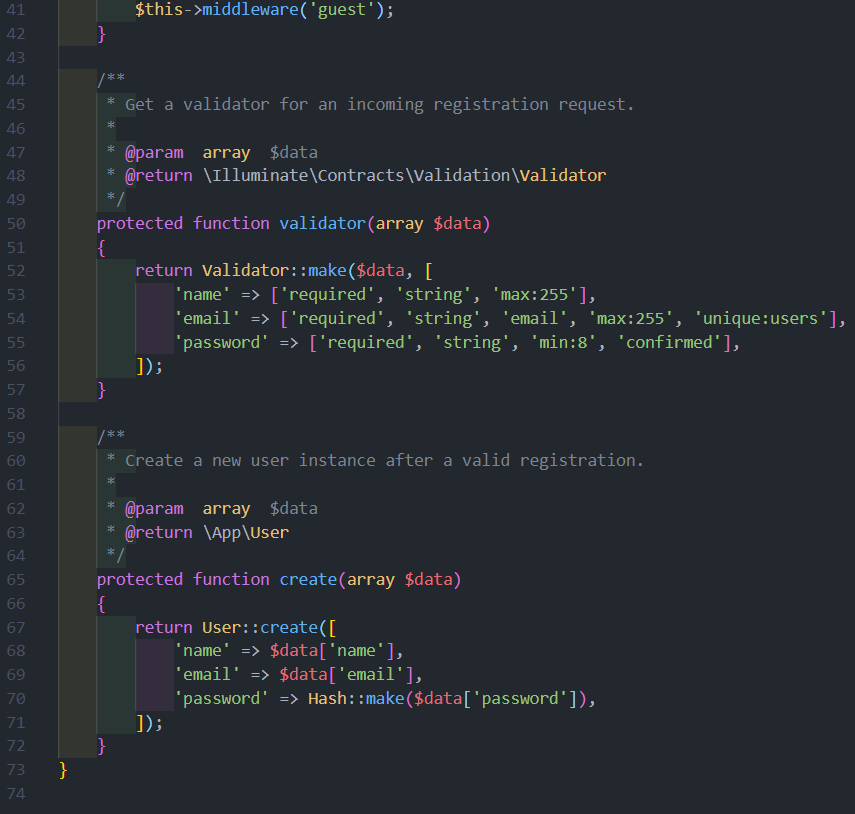 41 $this->middleware('guest');
42 }
43
44 /**
45 * Get a validator for an incoming registration request.
46 *
47 * @param  array  $data
48 * @return \Illuminate\Contracts\Validation\Validator
49 */
50 protected function validator(array $data)
51 {
52 return Validator::make($data, [
53 'name' => ['required', 'string', 'max:255'],
54 'email' => ['required', 'string', 'email', 'max:255', 'unique:users'],
55 'password' => ['required', 'string', 'min:8', 'confirmed'],
56 ]);
57 }
58
59 /**
60 * Create a new user instance after a valid registration.
61 *
62 * @param  array  $data
63 * @return \App\User
64 */
65 protected function create(array $data)
66 {
67 return User::create([
68 'name' => $data['name'],
69 'email' => $data['email'],
70 'password' => Hash::make($data['password']),
71 ]);
72 }
73 }
74